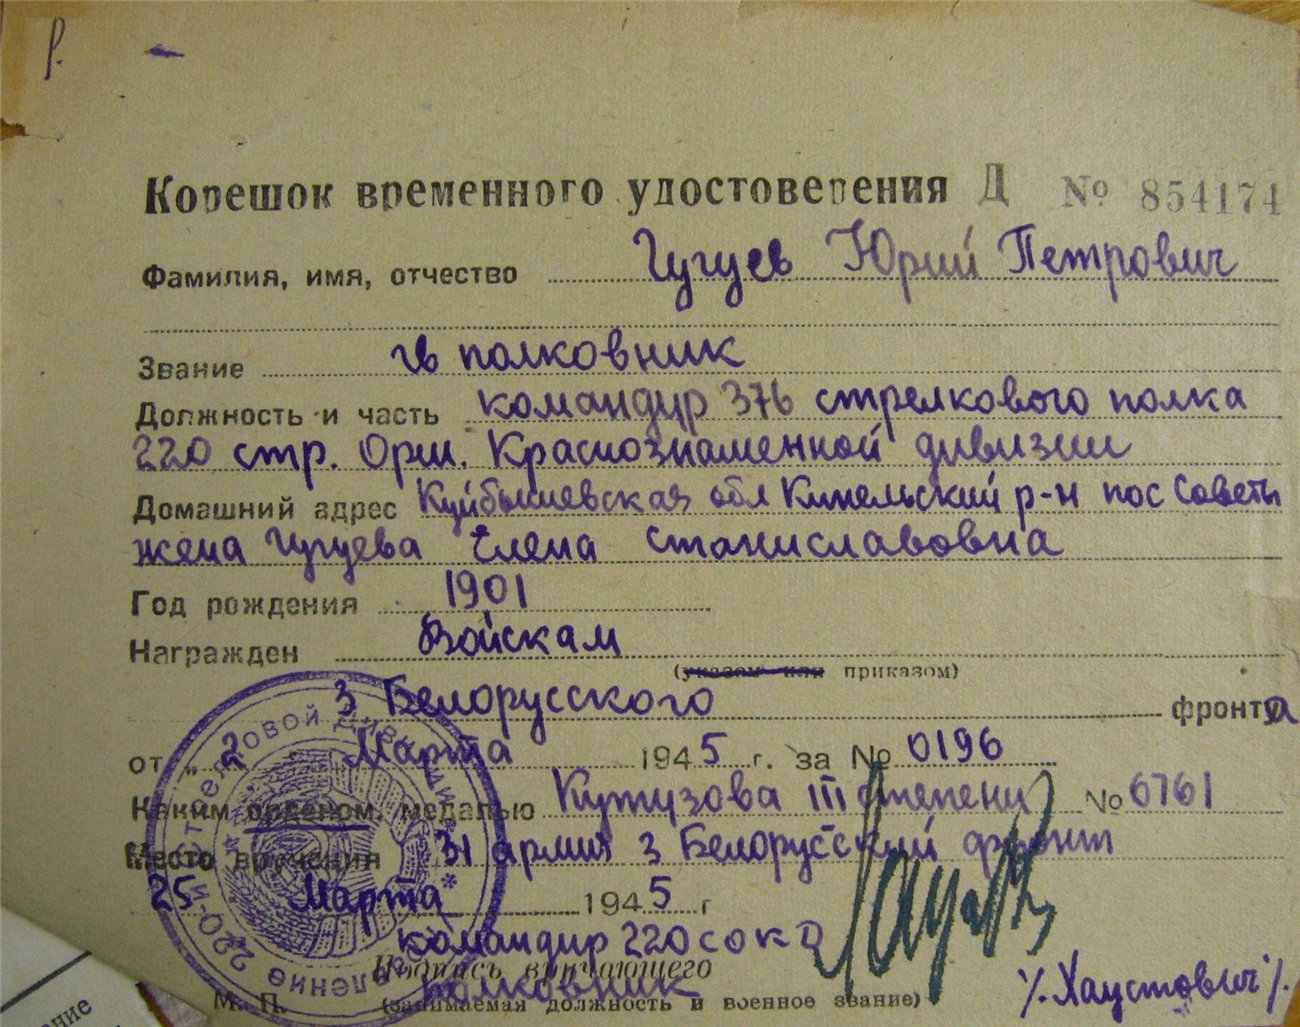 Корешок временного удостоверения Д № 854174
Фамилия, имя, отчество Гугуев Юрий Петрович
Звание гв полковник
Должность и часть командир 376 стрелкового полка
220 стр. Орш. Краснознаменной дивизии
Домашний адрес Куйбышевская обл Кинельский р-н пос Советы
жена Гугуева Елена Станиславовна
Год рождения 1901
Награжден Войскам
(указом или приказом)
3 Белорусского фронта
от „2 Марта 1945 г. за № 0196
Каким орденом, медалью Кутузова III степени № 6761
Место вручения 31 армия 3 Белорусский фронт
25 Марта 1945 г
командир 220 с о к д
Подпись вручающего
полковник
М. П. (занимаемая должность и военное звание)
/. Хаустович /.